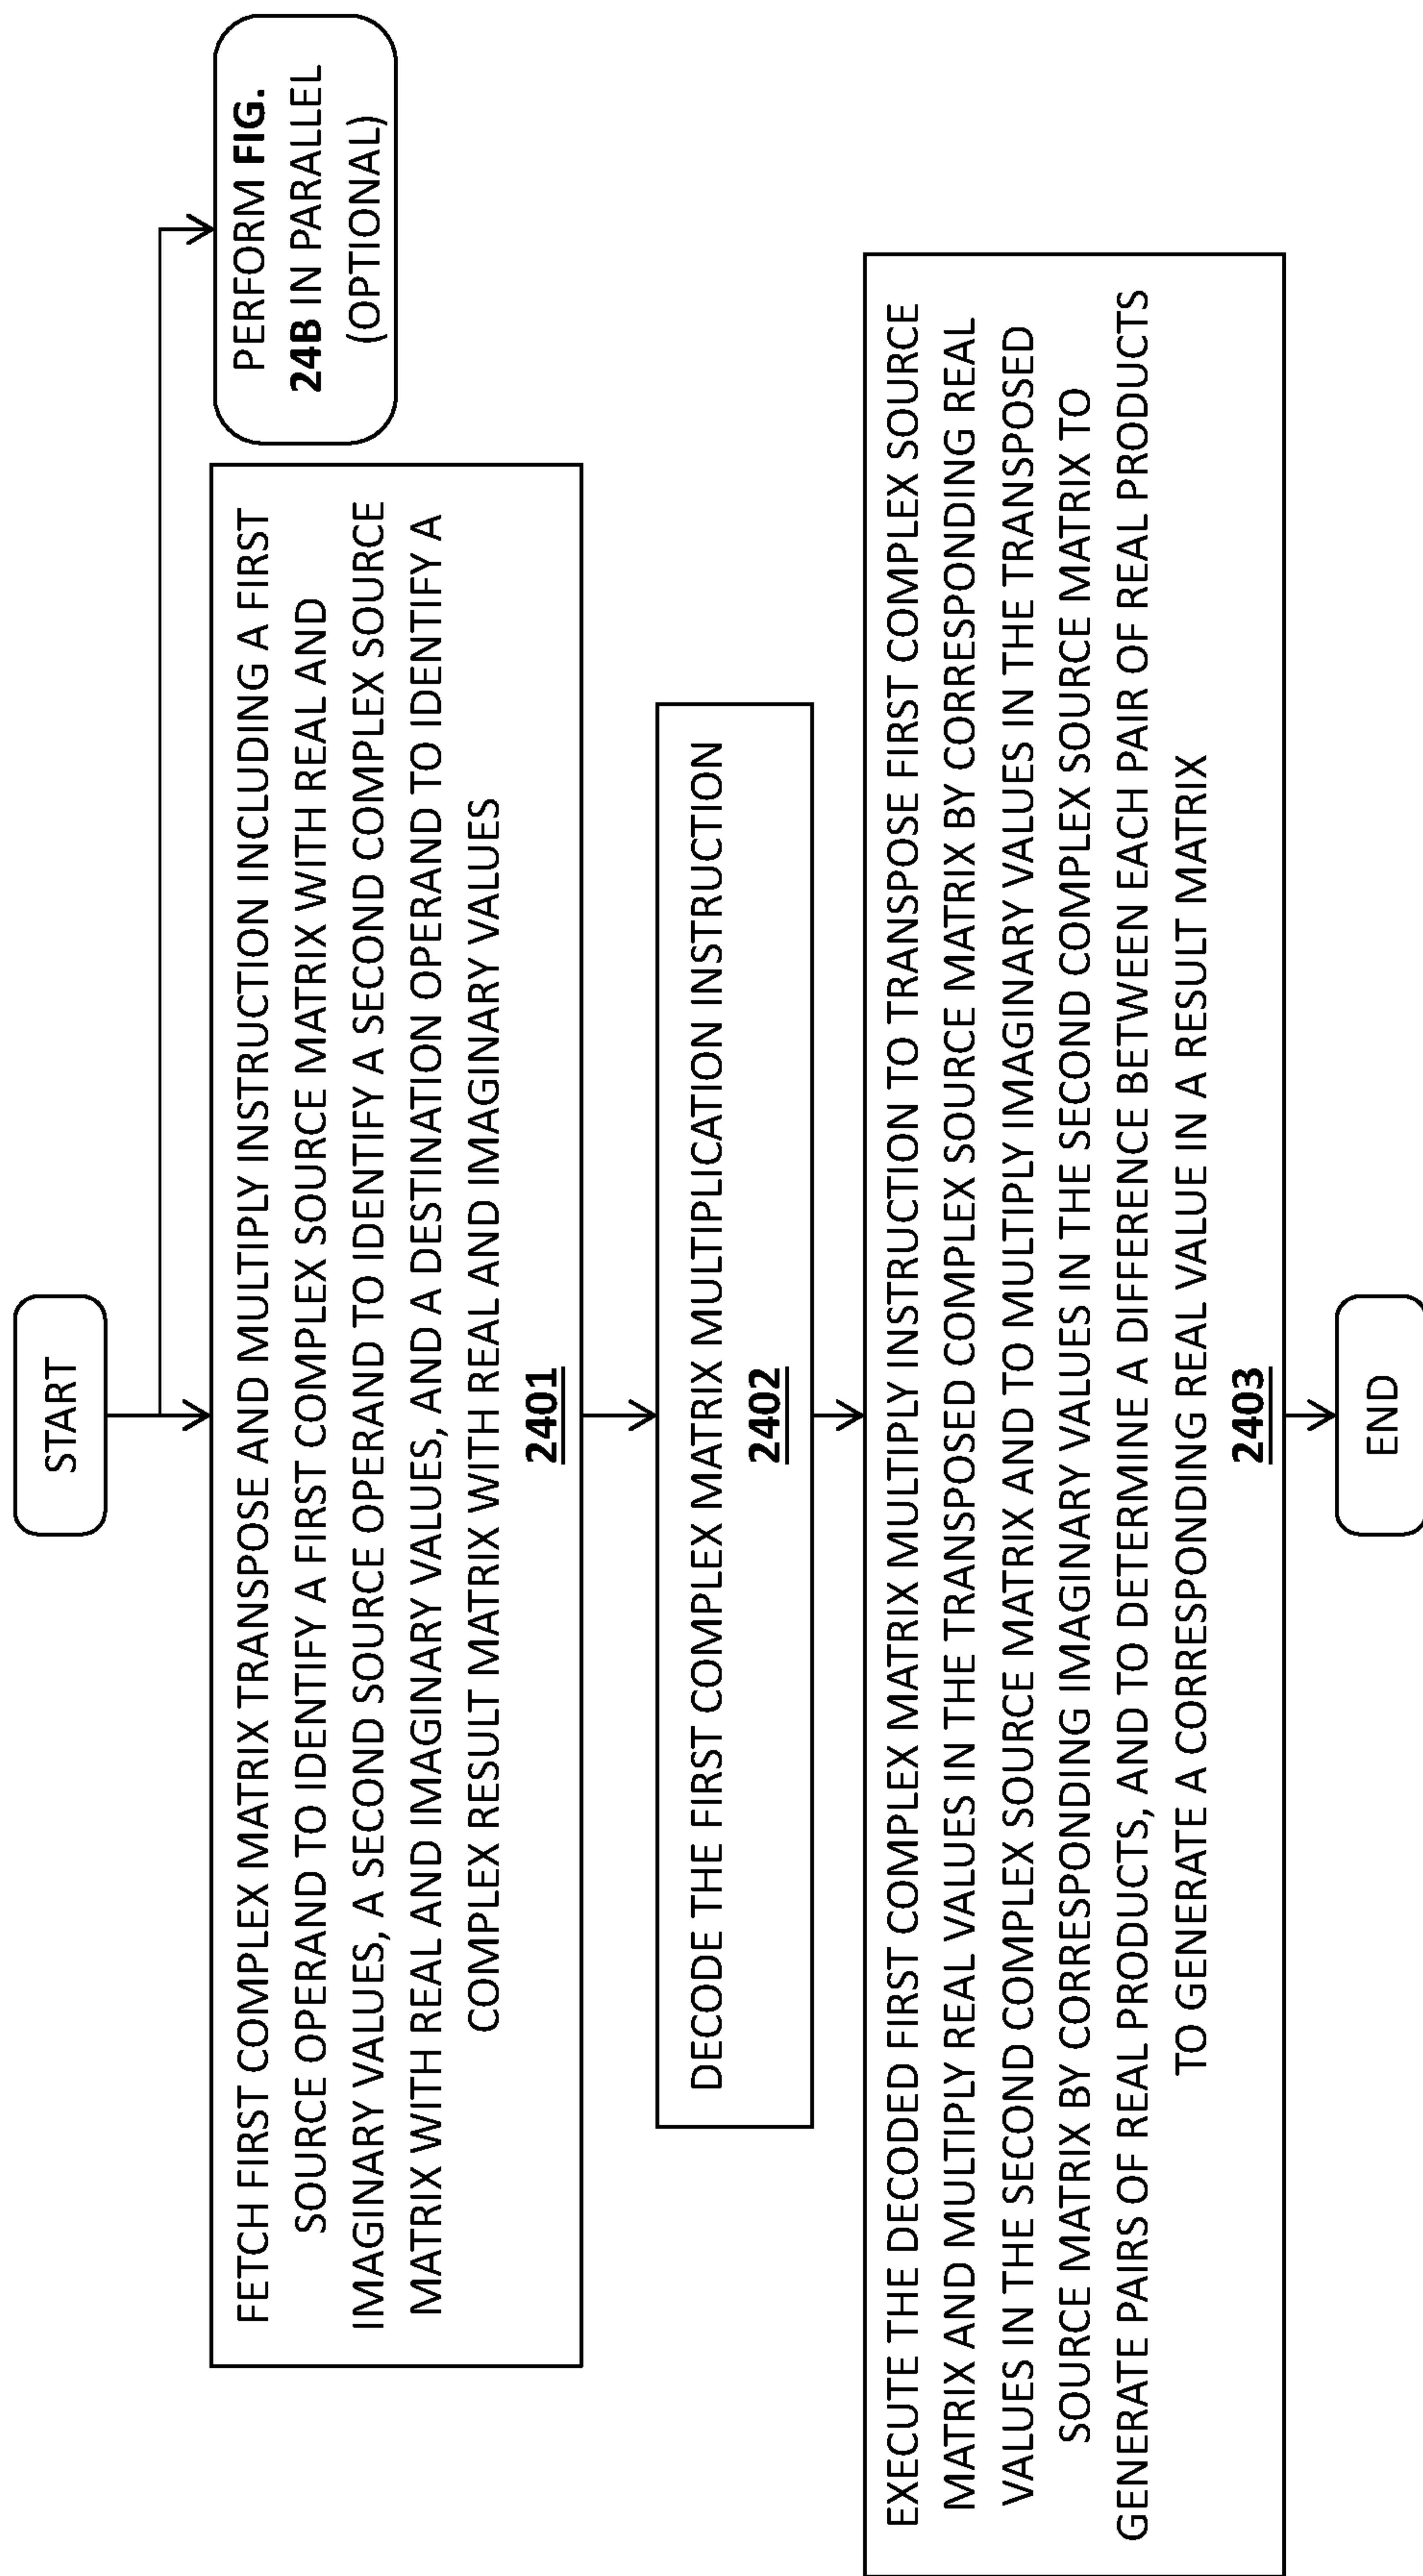 START
PERFORM FIG.
24B IN PARALLEL
(OPTIONAL)
FETCH FIRST COMPLEX MATRIX TRANSPOSE AND MULTIPLY INSTRUCTION INCLUDING A FIRST
SOURCE OPERAND TO IDENTIFY A FIRST COMPLEX SOURCE MATRIX WITH REAL AND
IMAGINARY VALUES, A SECOND SOURCE OPERAND TO IDENTIFY A SECOND COMPLEX SOURCE
MATRIX WITH REAL AND IMAGINARY VALUES, AND A DESTINATION OPERAND TO IDENTIFY A
COMPLEX RESULT MATRIX WITH REAL AND IMAGINARY VALUES
2401
DECODE THE FIRST COMPLEX MATRIX MULTIPLICATION INSTRUCTION
2402
EXECUTE THE DECODED FIRST COMPLEX MATRIX MULTIPLY INSTRUCTION TO TRANSPOSE FIRST COMPLEX SOURCE
MATRIX AND MULTIPLY REAL VALUES IN THE TRANSPOSED COMPLEX SOURCE MATRIX BY CORRESPONDING REAL
VALUES IN THE SECOND COMPLEX SOURCE MATRIX AND TO MULTIPLY IMAGINARY VALUES IN THE TRANSPOSED
SOURCE MATRIX BY CORRESPONDING IMAGINARY VALUES IN THE SECOND COMPLEX SOURCE MATRIX TO
GENERATE PAIRS OF REAL PRODUCTS, AND TO DETERMINE A DIFFERENCE BETWEEN EACH PAIR OF REAL PRODUCTS
TO GENERATE A CORRESPONDING REAL VALUE IN A RESULT MATRIX
2403
END